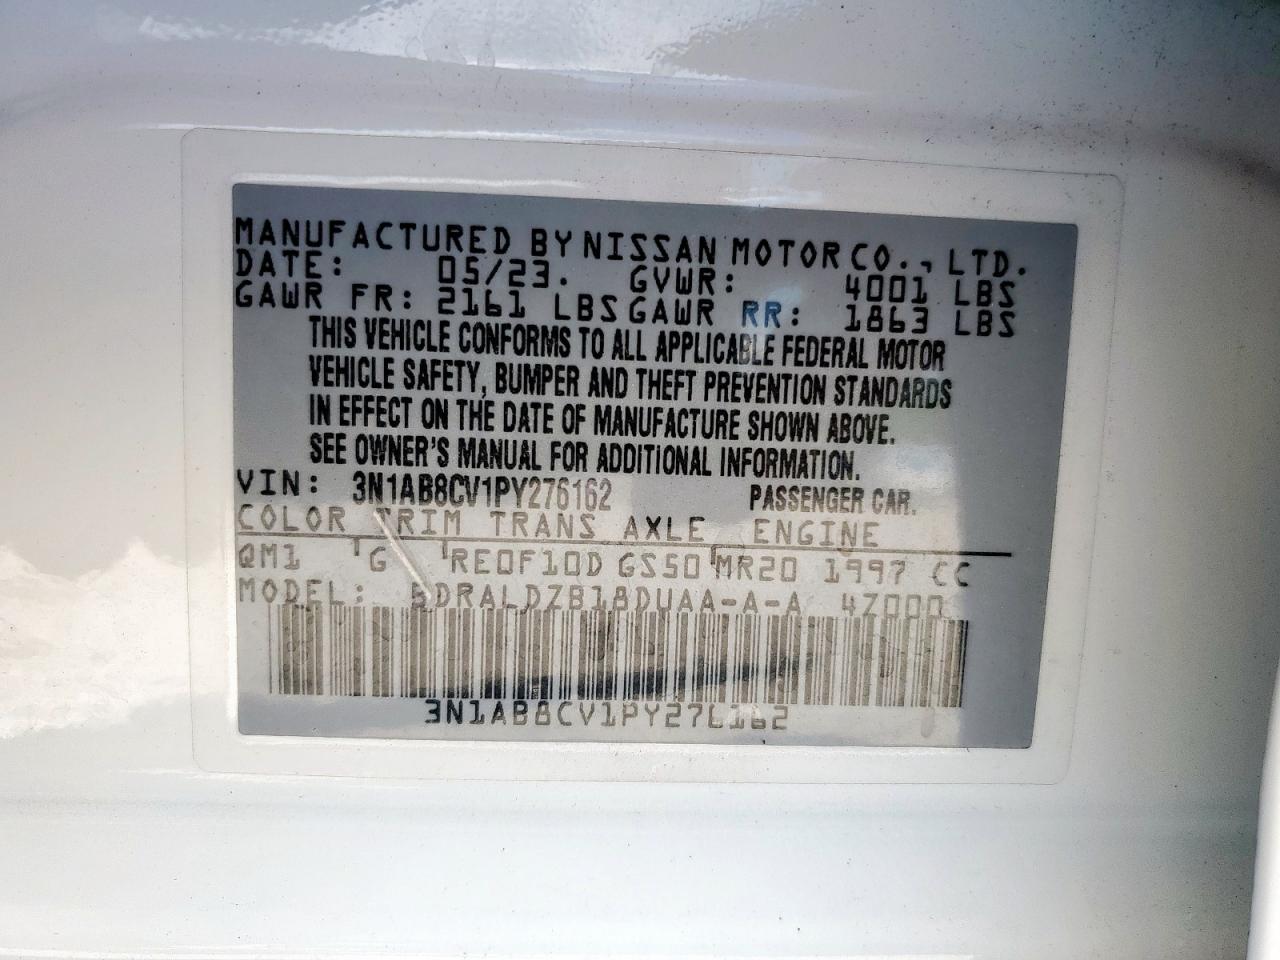 MANUFACTURED BY NISSAN MOTOR CO., LTD.
DATE: 05/23. GVWR: 4001 LBS
GAWR FR: 2161 LBS GAWR RR: 1863 LBS
THIS VEHICLE CONFORMS TO ALL APPLICABLE FEDERAL MOTOR
VEHICLE SAFETY, BUMPER AND THEFT PREVENTION STANDARDS
IN EFFECT ON THE DATE OF MANUFACTURE SHOWN ABOVE.
SEE OWNER'S MANUAL FOR ADDITIONAL INFORMATION.
VIN: 3N1AB8CV1PY276162 PASSENGER CAR.
COLOR TRIM TRANS AXLE ENGINE
QM1 G RE0F10D GS50 MR20 1997 CC
MODEL: BDRALDZB18DUAA-A-A 4Z000
3N1AB8CV1PY276162